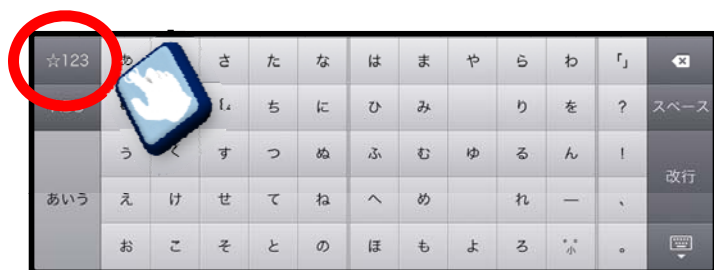 ☆123 さ た な は ま や ら わ 「」
ち に ひ み り を ? スペース
う す つ ぬ ふ む ゆ る ん !
あいう え け せ て ね へ め れ ー 、 改行
お こ そ と の ほ も よ ろ ゛゜小 。